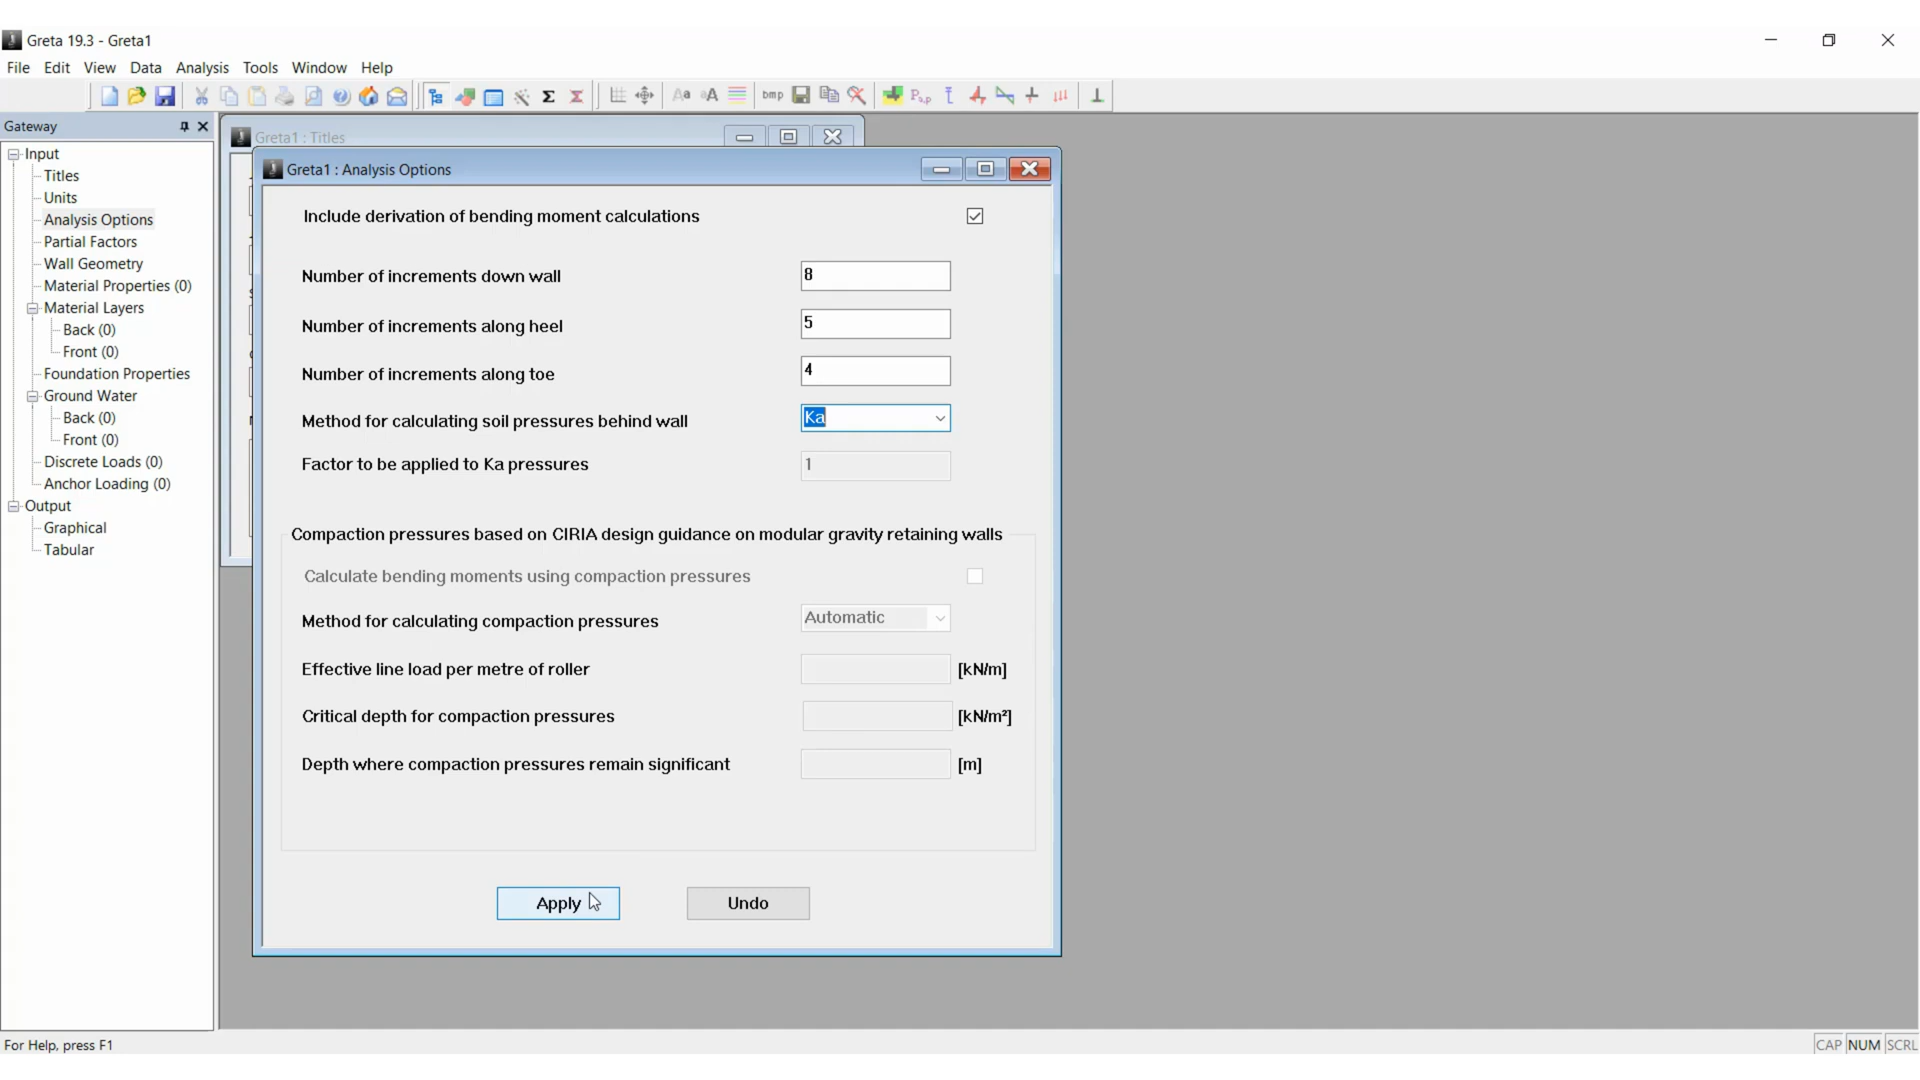 Greta 19.3 - Greta1
File Edit View Data Analysis Tools Window Help
bmp
Gateway
Input
Titles
Units
Analysis Options
Partial Factors
Wall Geometry
Material Properties (0)
Material Layers
Back (0)
Front (0)
Foundation Properties
Ground Water
Back (0)
Front (0)
Discrete Loads (0)
Anchor Loading (0)
Output
Graphical
Tabular
Greta1 : Titles
Greta1 : Analysis Options
Include derivation of bending moment calculations
Number of increments down wall 8
Number of increments along heel 5
Number of increments along toe 4
Method for calculating soil pressures behind wall Ka
Factor to be applied to Ka pressures 1
Compaction pressures based on CIRIA design guidance on modular gravity retaining walls
Calculate bending moments using compaction pressures
Method for calculating compaction pressures Automatic
Effective line load per metre of roller [kN/m]
Critical depth for compaction pressures [kN/m²]
Depth where compaction pressures remain significant [m]
Apply Undo
For Help, press F1
CAP NUM SCRL